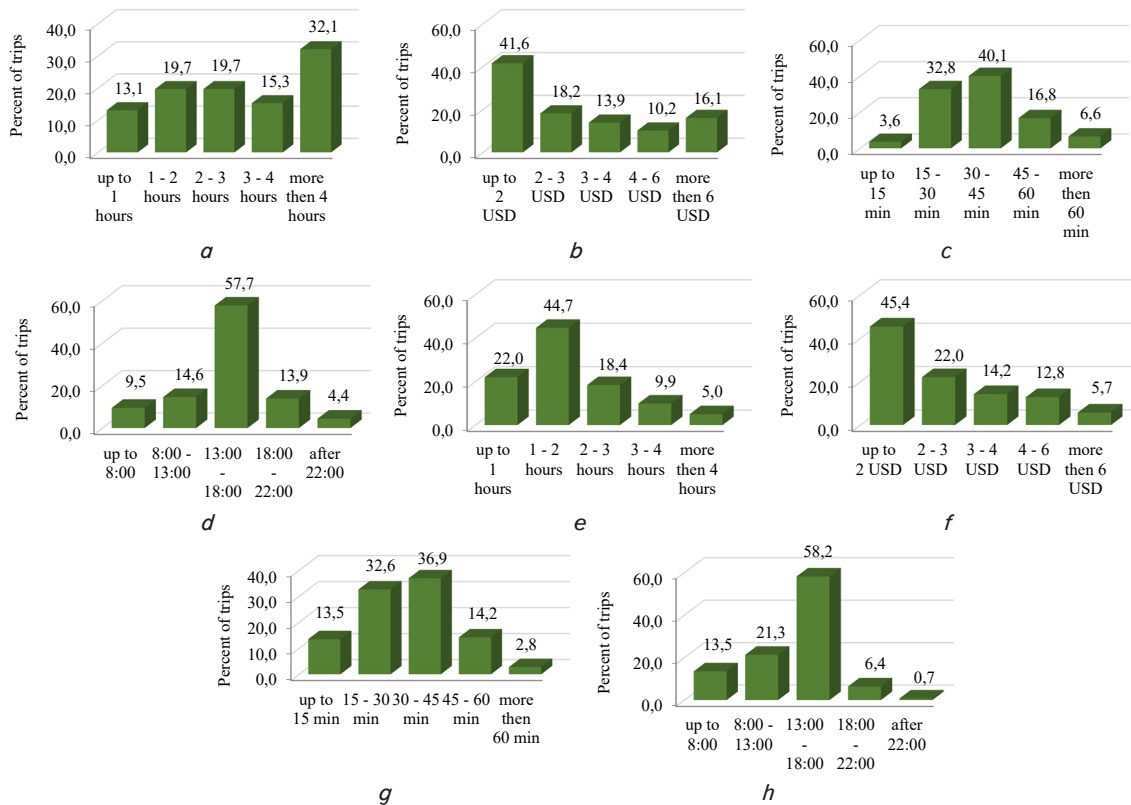 Percent of trips
40,0
30,0
20,0
10,0
0,0
13,1
19,7
19,7
15,3
32,1
up to
1
hours
1 - 2
hours
2 - 3
hours
3 - 4
hours
more
then 4
hours
a
Percent of trips
60,0
40,0
20,0
0,0
41,6
18,2
13,9
10,2
16,1
up to
2
USD
2 - 3
USD
3 - 4
USD
4 - 6
USD
more
then 6
USD
b
Percent of trips
60,0
40,0
20,0
0,0
3,6
32,8
40,1
16,8
6,6
up to
15
min
15 -
30
min
30 -
45
min
45 -
60
min
more
then
60
min
c
Percent of trips
60,0
40,0
20,0
0,0
9,5
14,6
57,7
13,9
4,4
up to
8:00
8:00 -
13:00
13:00
-
18:00
18:00
-
22:00
after
22:00
d
Percent of trips
60,0
40,0
20,0
0,0
22,0
44,7
18,4
9,9
5,0
up to
1
hours
1 - 2
hours
2 - 3
hours
3 - 4
hours
more
then 4
hours
e
Percent of trips
60,0
40,0
20,0
0,0
45,4
22,0
14,2
12,8
5,7
up to
2 USD
2 - 3
USD
3 - 4
USD
4 - 6
USD
more
then 6
USD
f
Percent of trips
40,0
30,0
20,0
10,0
0,0
13,5
32,6
36,9
14,2
2,8
up to
15 min
15 - 30
min
30 - 45
min
45 - 60
min
more
then
60 min
g
Percent of trips
60,0
40,0
20,0
0,0
13,5
21,3
58,2
6,4
0,7
up to
8:00
8:00 -
13:00
13:00
-
18:00
18:00
-
22:00
after
22:00
h